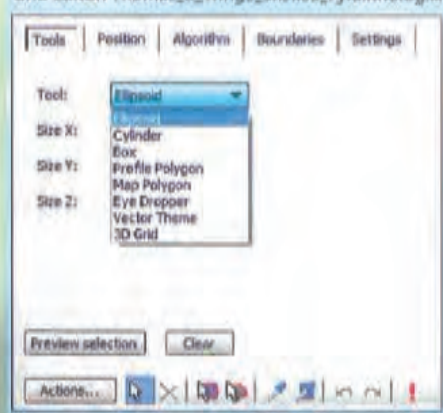 Tools Position Algorithm Boundaries Settings
Tool: Ellipsoid
Ellipsoid
Size X: Cylinder
Box
Size Y: Profile Polygon
Map Polygon
Size Z: Eye Dropper
Vector Theme
3D Grid
Preview selection Clear
Actions...